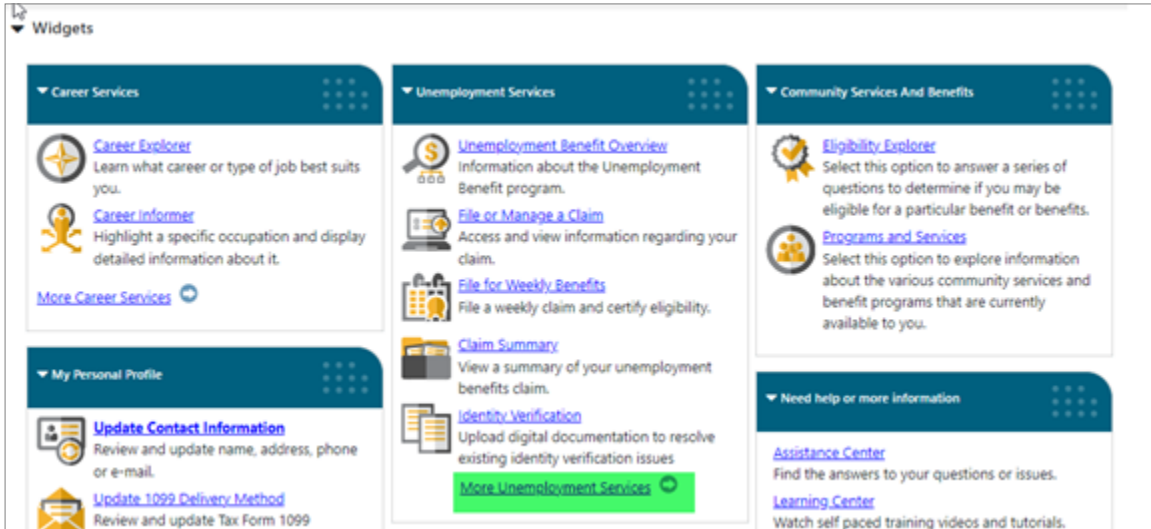 Widgets
Career Services
Career Explorer
Learn what career or type of job best suits
you.
Career Informer
Highlight a specific occupation and display
detailed information about it.
More Career Services
My Personal Profile
Update Contact Information
Review and update name, address, phone
or e-mail.
Update 1099 Delivery Method
Review and update Tax Form 1099
Unemployment Services
Unemployment Benefit Overview
Information about the Unemployment
Benefit program.
File or Manage a Claim
Access and view information regarding your
claim.
File for Weekly Benefits
File a weekly claim and certify eligibility.
Claim Summary
View a summary of your unemployment
benefits claim.
Identity Verification
Upload digital documentation to resolve
existing identity verification issues
More Unemployment Services
Community Services And Benefits
Eligibility Explorer
Select this option to answer a series of
questions to determine if you may be
eligible for a particular benefit or benefits.
Programs and Services
Select this option to explore information
about the various community services and
benefit programs that are currently
available to you.
Need help or more information
Assistance Center
Find the answers to your questions or issues.
Learning Center
Watch self paced training videos and tutorials.